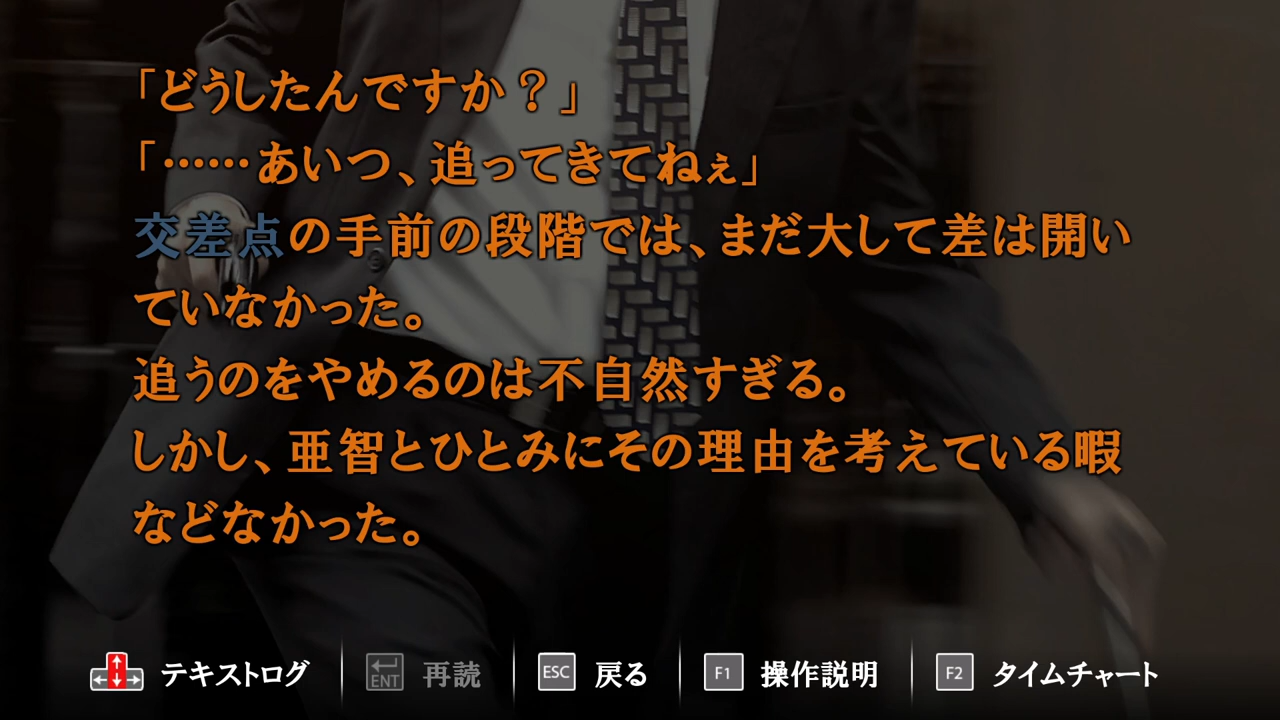 「どうしたんですか？」
「……あいつ、追ってきてねぇ」
交差点の手前の段階では、まだ大して差は開い
ていなかった。
追うのをやめるのは不自然すぎる。
しかし、亜智とひとみにその理由を考えている暇
などなかった。
テキストログ
ENT 再読
ESC 戻る
F1 操作説明
F2 タイムチャート